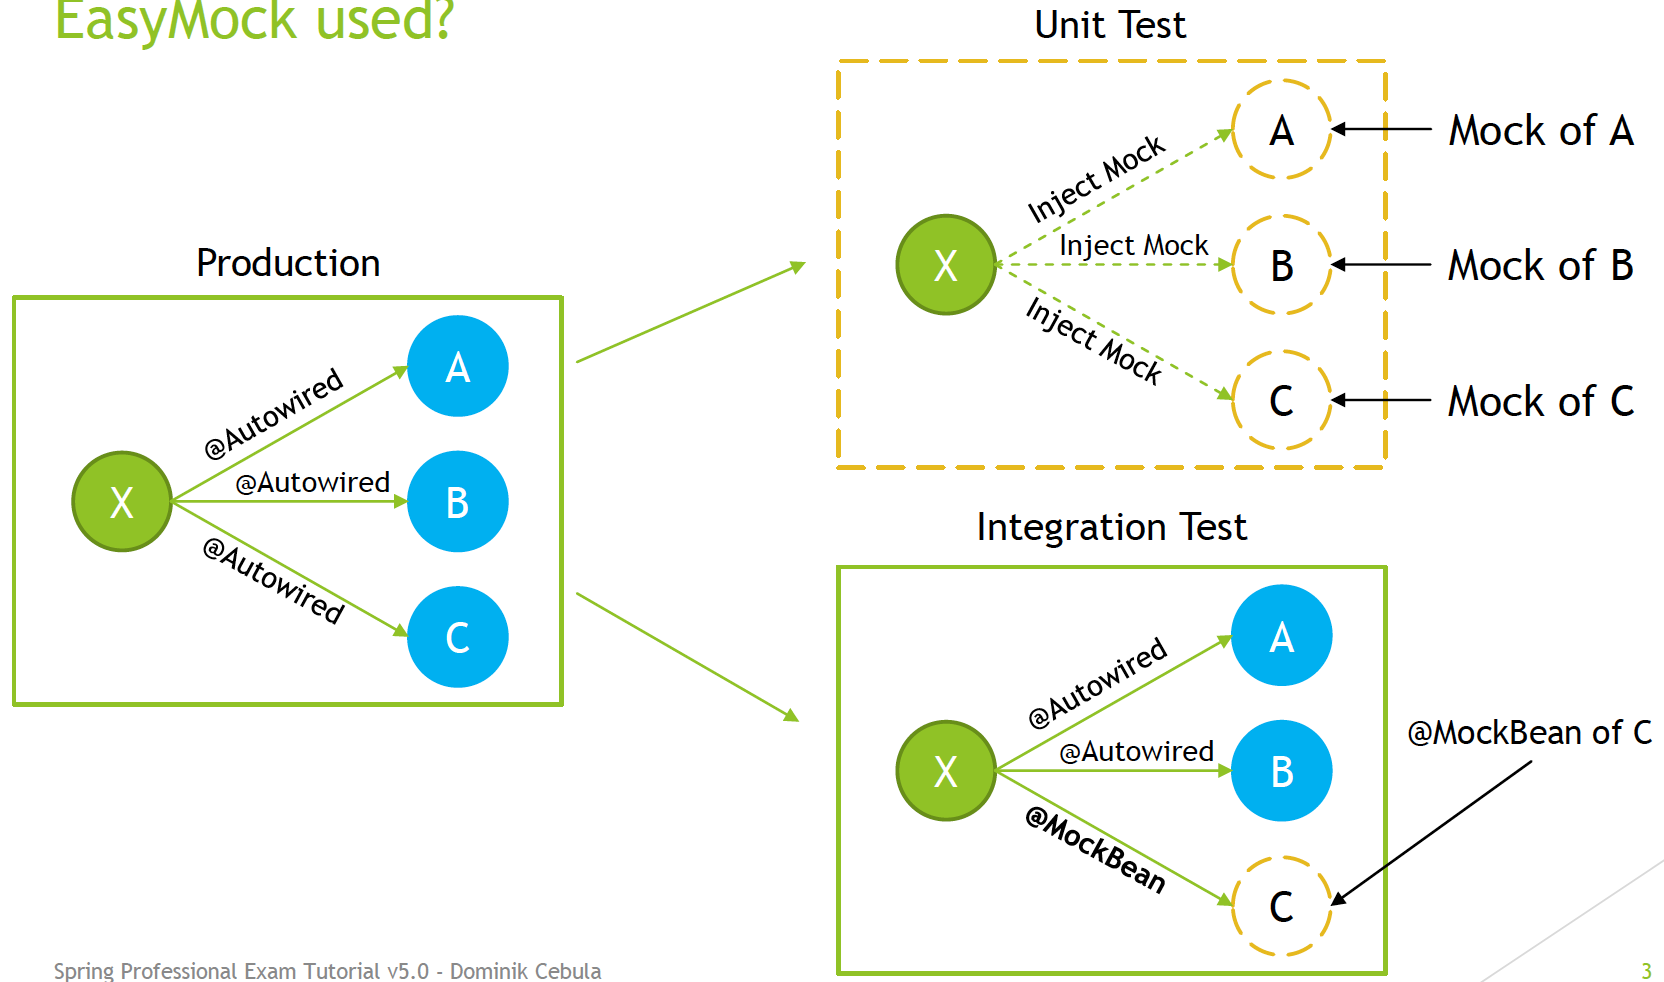 EasyMock used?
Production
X
@Autowired
A
@Autowired
B
@Autowired
C
Unit Test
X
Inject Mock
A
Mock of A
Inject Mock
B
Mock of B
Inject Mock
C
Mock of C
Integration Test
X
@Autowired
A
@Autowired
B
@MockBean
C
@MockBean of C
Spring Professional Exam Tutorial v5.0 - Dominik Cebula
3